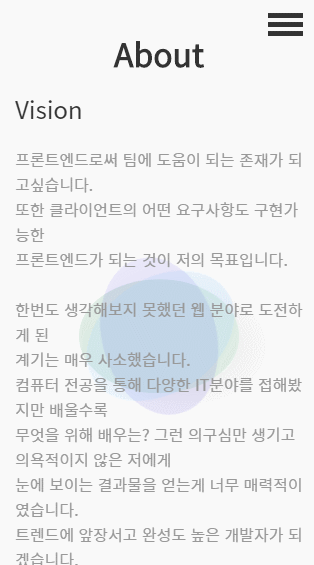 About
Vision
프론트엔드로써 팀에 도움이 되는 존재가 되
고싶습니다.
또한 클라이언트의 어떤 요구사항도 구현가
능한
프론트엔드가 되는 것이 저의 목표입니다.
한번도 생각해보지 못했던 웹 분야로 도전하
게 된
계기는 매우 사소했습니다.
컴퓨터 전공을 통해 다양한 IT분야를 접해봤
지만 배울수록
무엇을 위해 배우는? 그런 의구심만 생기고
의욕적이지 않은 저에게
눈에 보이는 결과물을 얻는게 너무 매력적이
였습니다.
트렌드에 앞장서고 완성도 높은 개발자가 되
겠습니다.